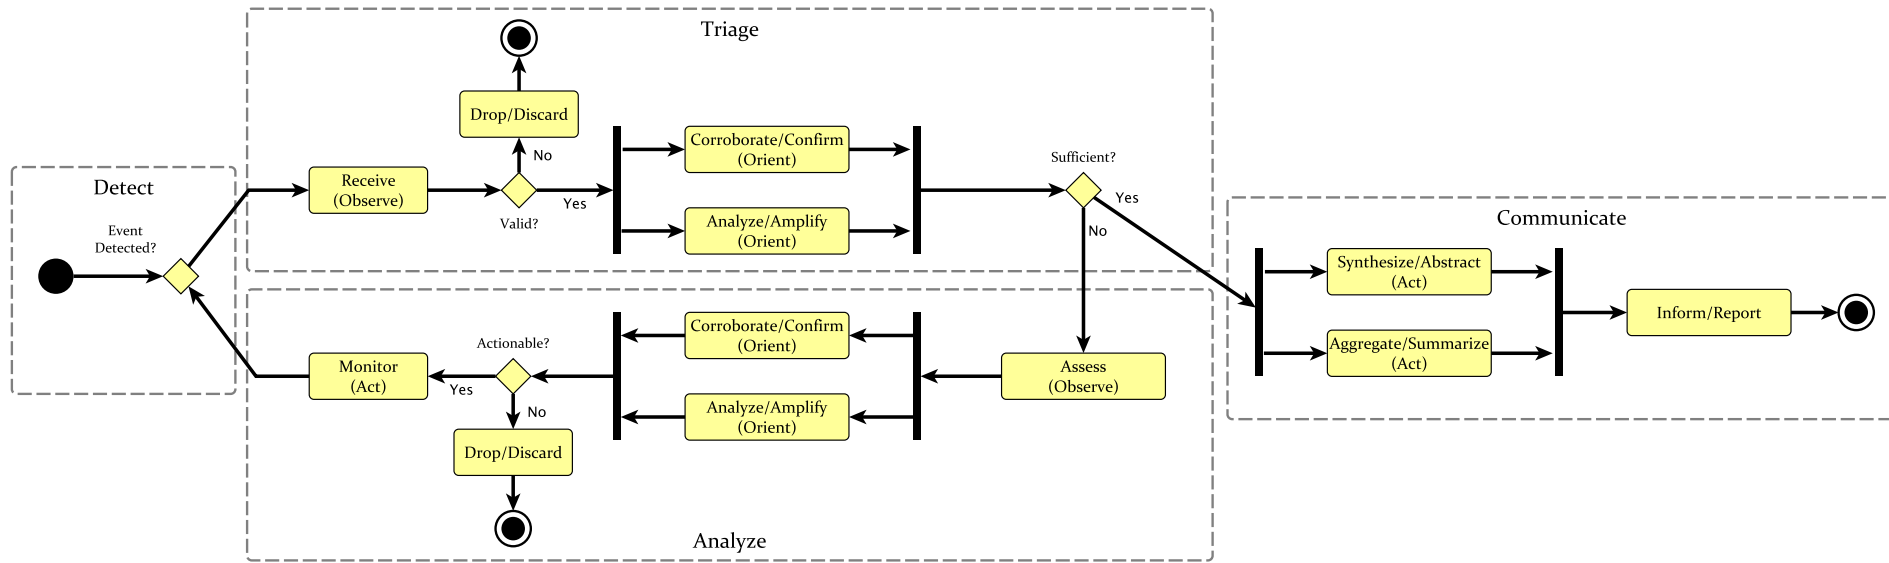 Triage
Drop/Discard
No
Corroborate/Confirm
(Orient)
Sufficient?
Detect
Receive
(Observe)
Yes
Valid?
Analyze/Amplify
(Orient)
Yes
No
Event
Detected?
Communicate
Synthesize/Abstract
(Act)
Inform/Report
Aggregate/Summarize
(Act)
Corroborate/Confirm
(Orient)
Actionable?
Monitor
(Act)
Yes
No
Assess
(Observe)
Analyze/Amplify
(Orient)
Drop/Discard
Analyze